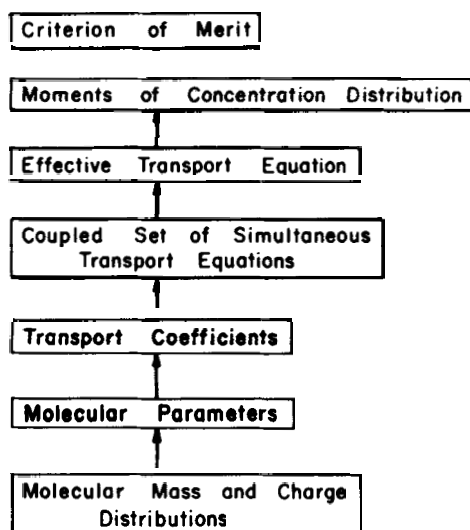 Criterion of Merit
Moments of Concentration Distribution
Effective Transport Equation
Coupled Set of Simultaneous
Transport Equations
Transport Coefficients
Molecular Parameters
Molecular Mass and Charge
Distributions